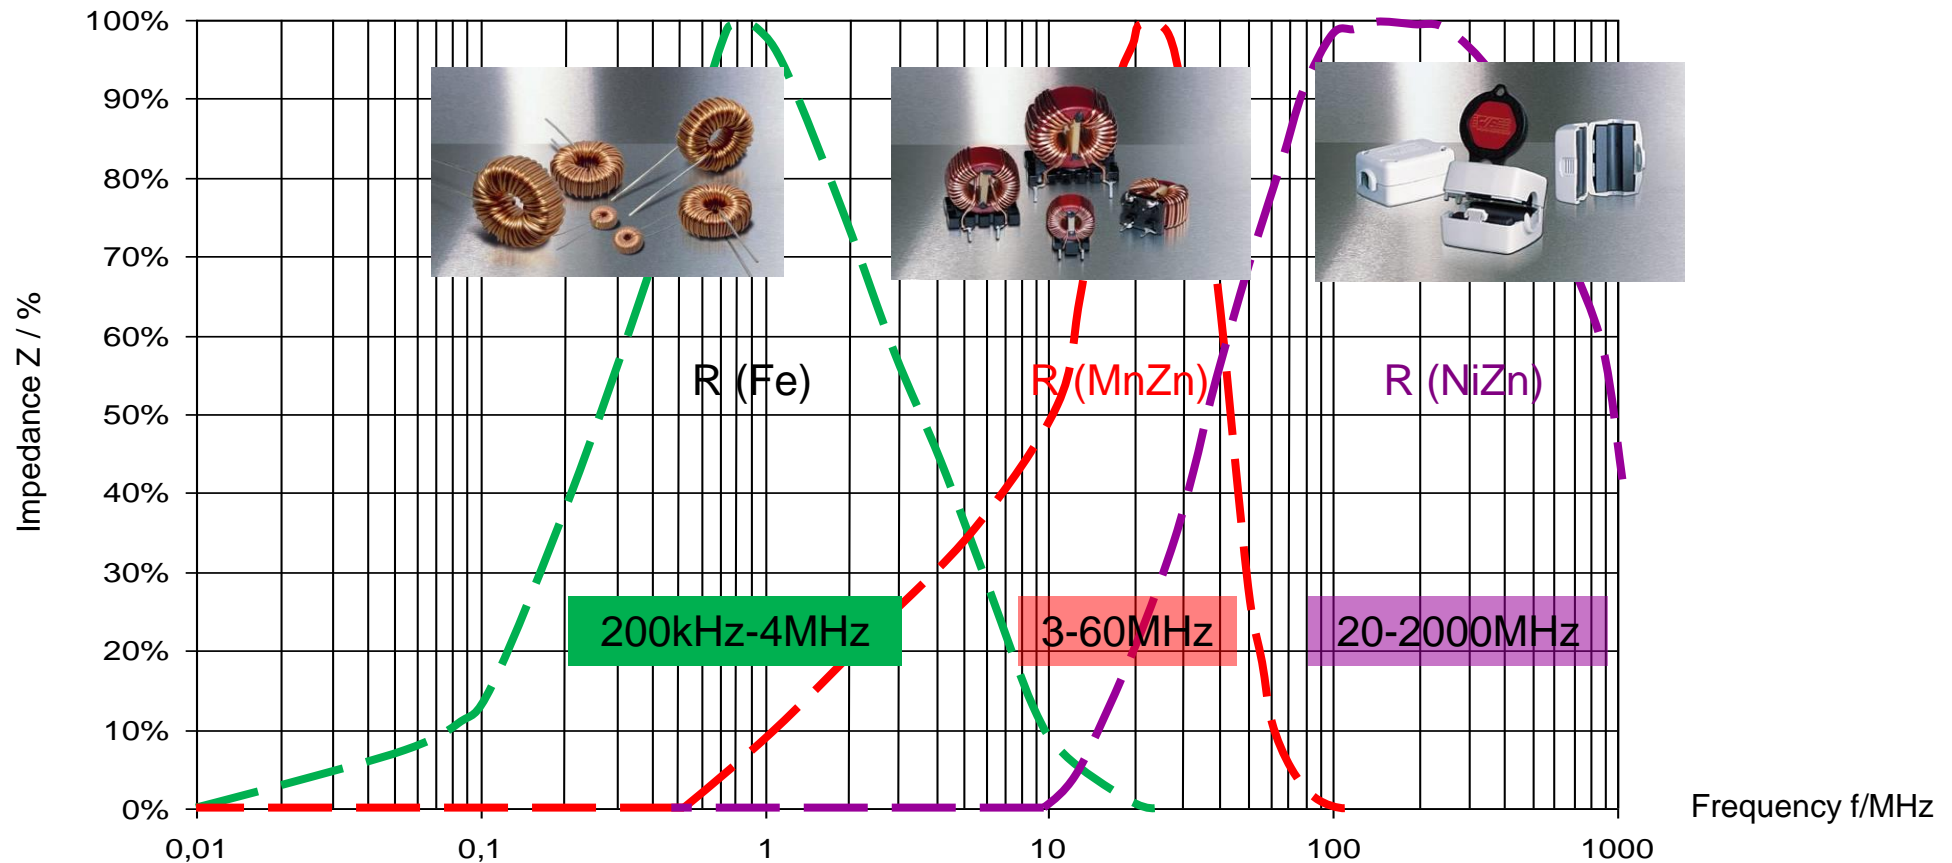 100%
90%
80%
70%
60%
50%
40%
30%
20%
10%
0%
Impedance Z / %
R (Fe)
R (MnZn)
R (NiZn)
200kHz-4MHz
3-60MHz
20-2000MHz
Frequency f/MHz
0,01
0,1
1
10
100
1000